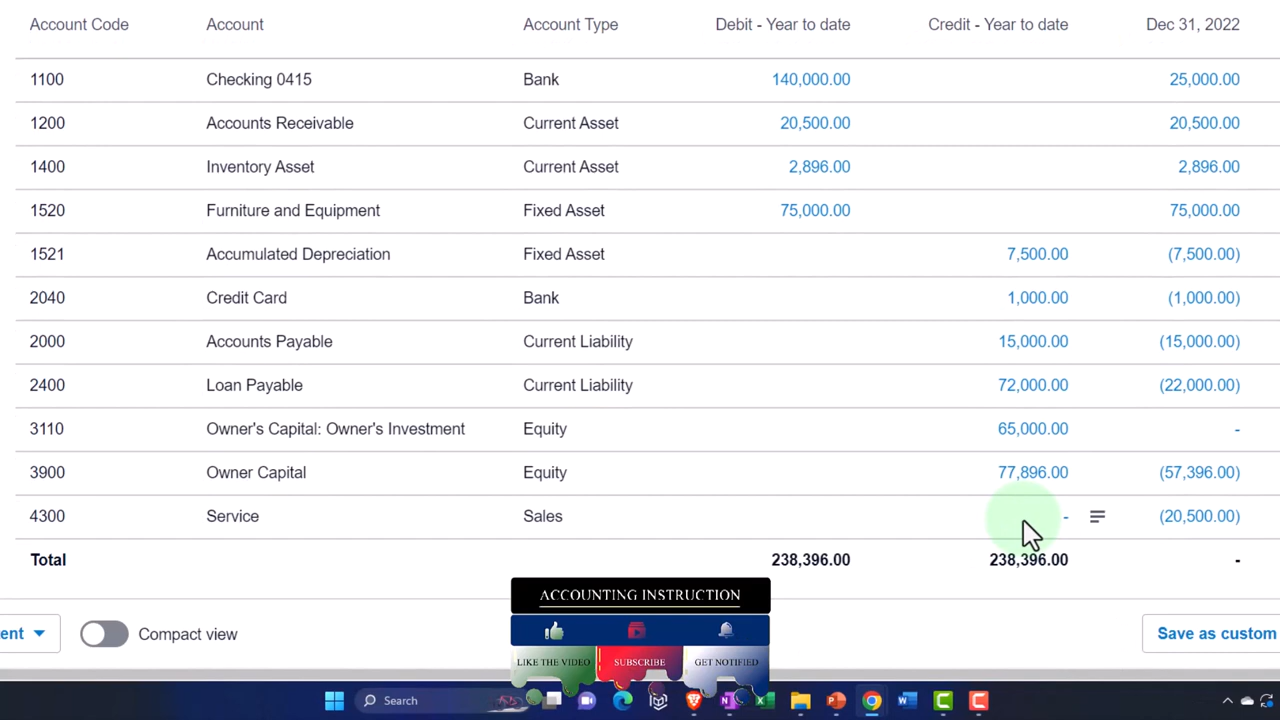 Account Code Account Account Type Debit - Year to date Credit - Year to date Dec 31, 2022
1100 Checking 0415 Bank 140,000.00 25,000.00
1200 Accounts Receivable Current Asset 20,500.00 20,500.00
1400 Inventory Asset Current Asset 2,896.00 2,896.00
1520 Furniture and Equipment Fixed Asset 75,000.00 75,000.00
1521 Accumulated Depreciation Fixed Asset 7,500.00 (7,500.00)
2040 Credit Card Bank 1,000.00 (1,000.00)
2000 Accounts Payable Current Liability 15,000.00 (15,000.00)
2400 Loan Payable Current Liability 72,000.00 (22,000.00)
3110 Owner's Capital: Owner's Investment Equity 65,000.00 -
3900 Owner Capital Equity 77,896.00 (57,396.00)
4300 Service Sales - (20,500.00)
Total 238,396.00 238,396.00 -
ACCOUNTING INSTRUCTION
ent Compact view Save as custom
LIKE THE VIDEO SUBSCRIBE GET NOTIFIED
Search